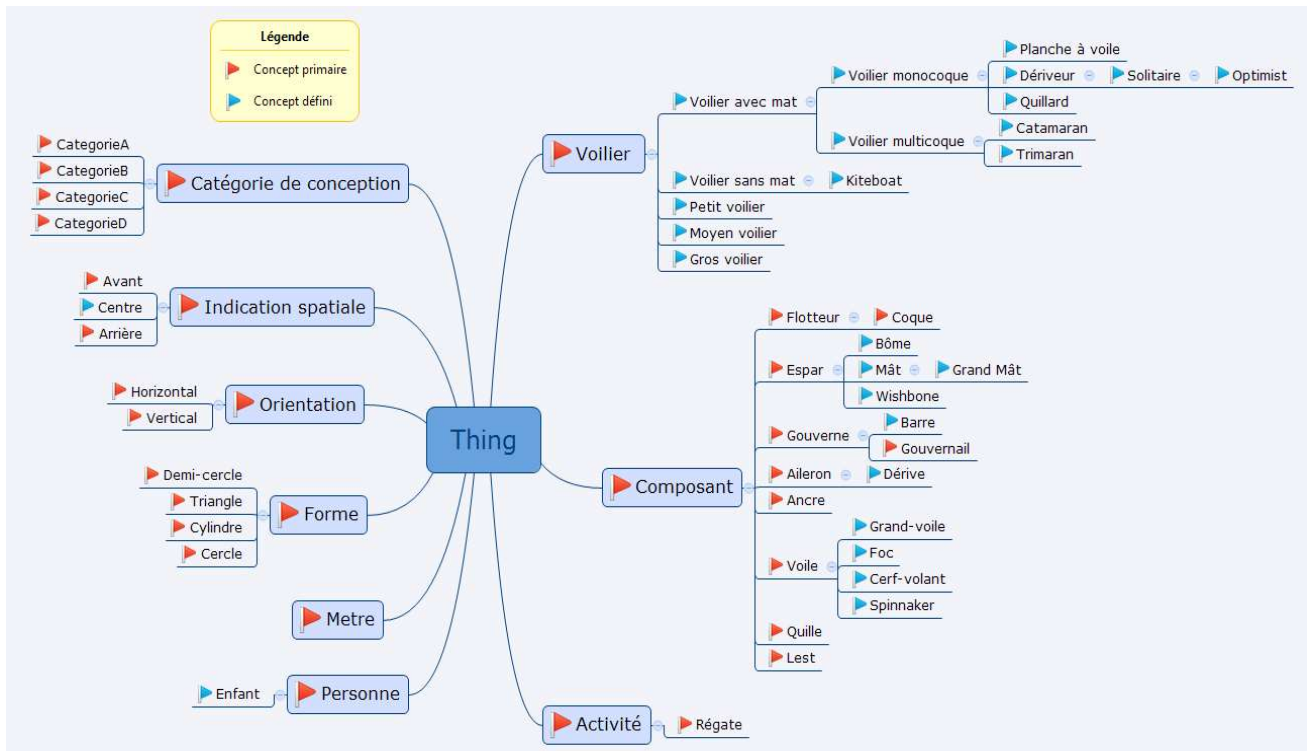 Légende
Concept primaire
Concept défini
CategorieA
CategorieB
CategorieC
CategorieD
Catégorie de conception
Avant
Centre
Arrière
Indication spatiale
Horizontal
Vertical
Orientation
Demi-cercle
Triangle
Cylindre
Cercle
Forme
Metre
Enfant
Personne
Thing
Voilier
Voilier avec mat
Voilier monocoque
Planche à voile
Dériveur
Solitaire
Optimist
Quillard
Voilier multicoque
Catamaran
Trimaran
Voilier sans mat
Kiteboat
Petit voilier
Moyen voilier
Gros voilier
Composant
Flotteur
Coque
Espar
Bôme
Mât
Grand Mât
Wishbone
Gouverne
Barre
Gouvernail
Aileron
Dérive
Ancre
Voile
Grand-voile
Foc
Cerf-volant
Spinnaker
Quille
Lest
Activité
Régate